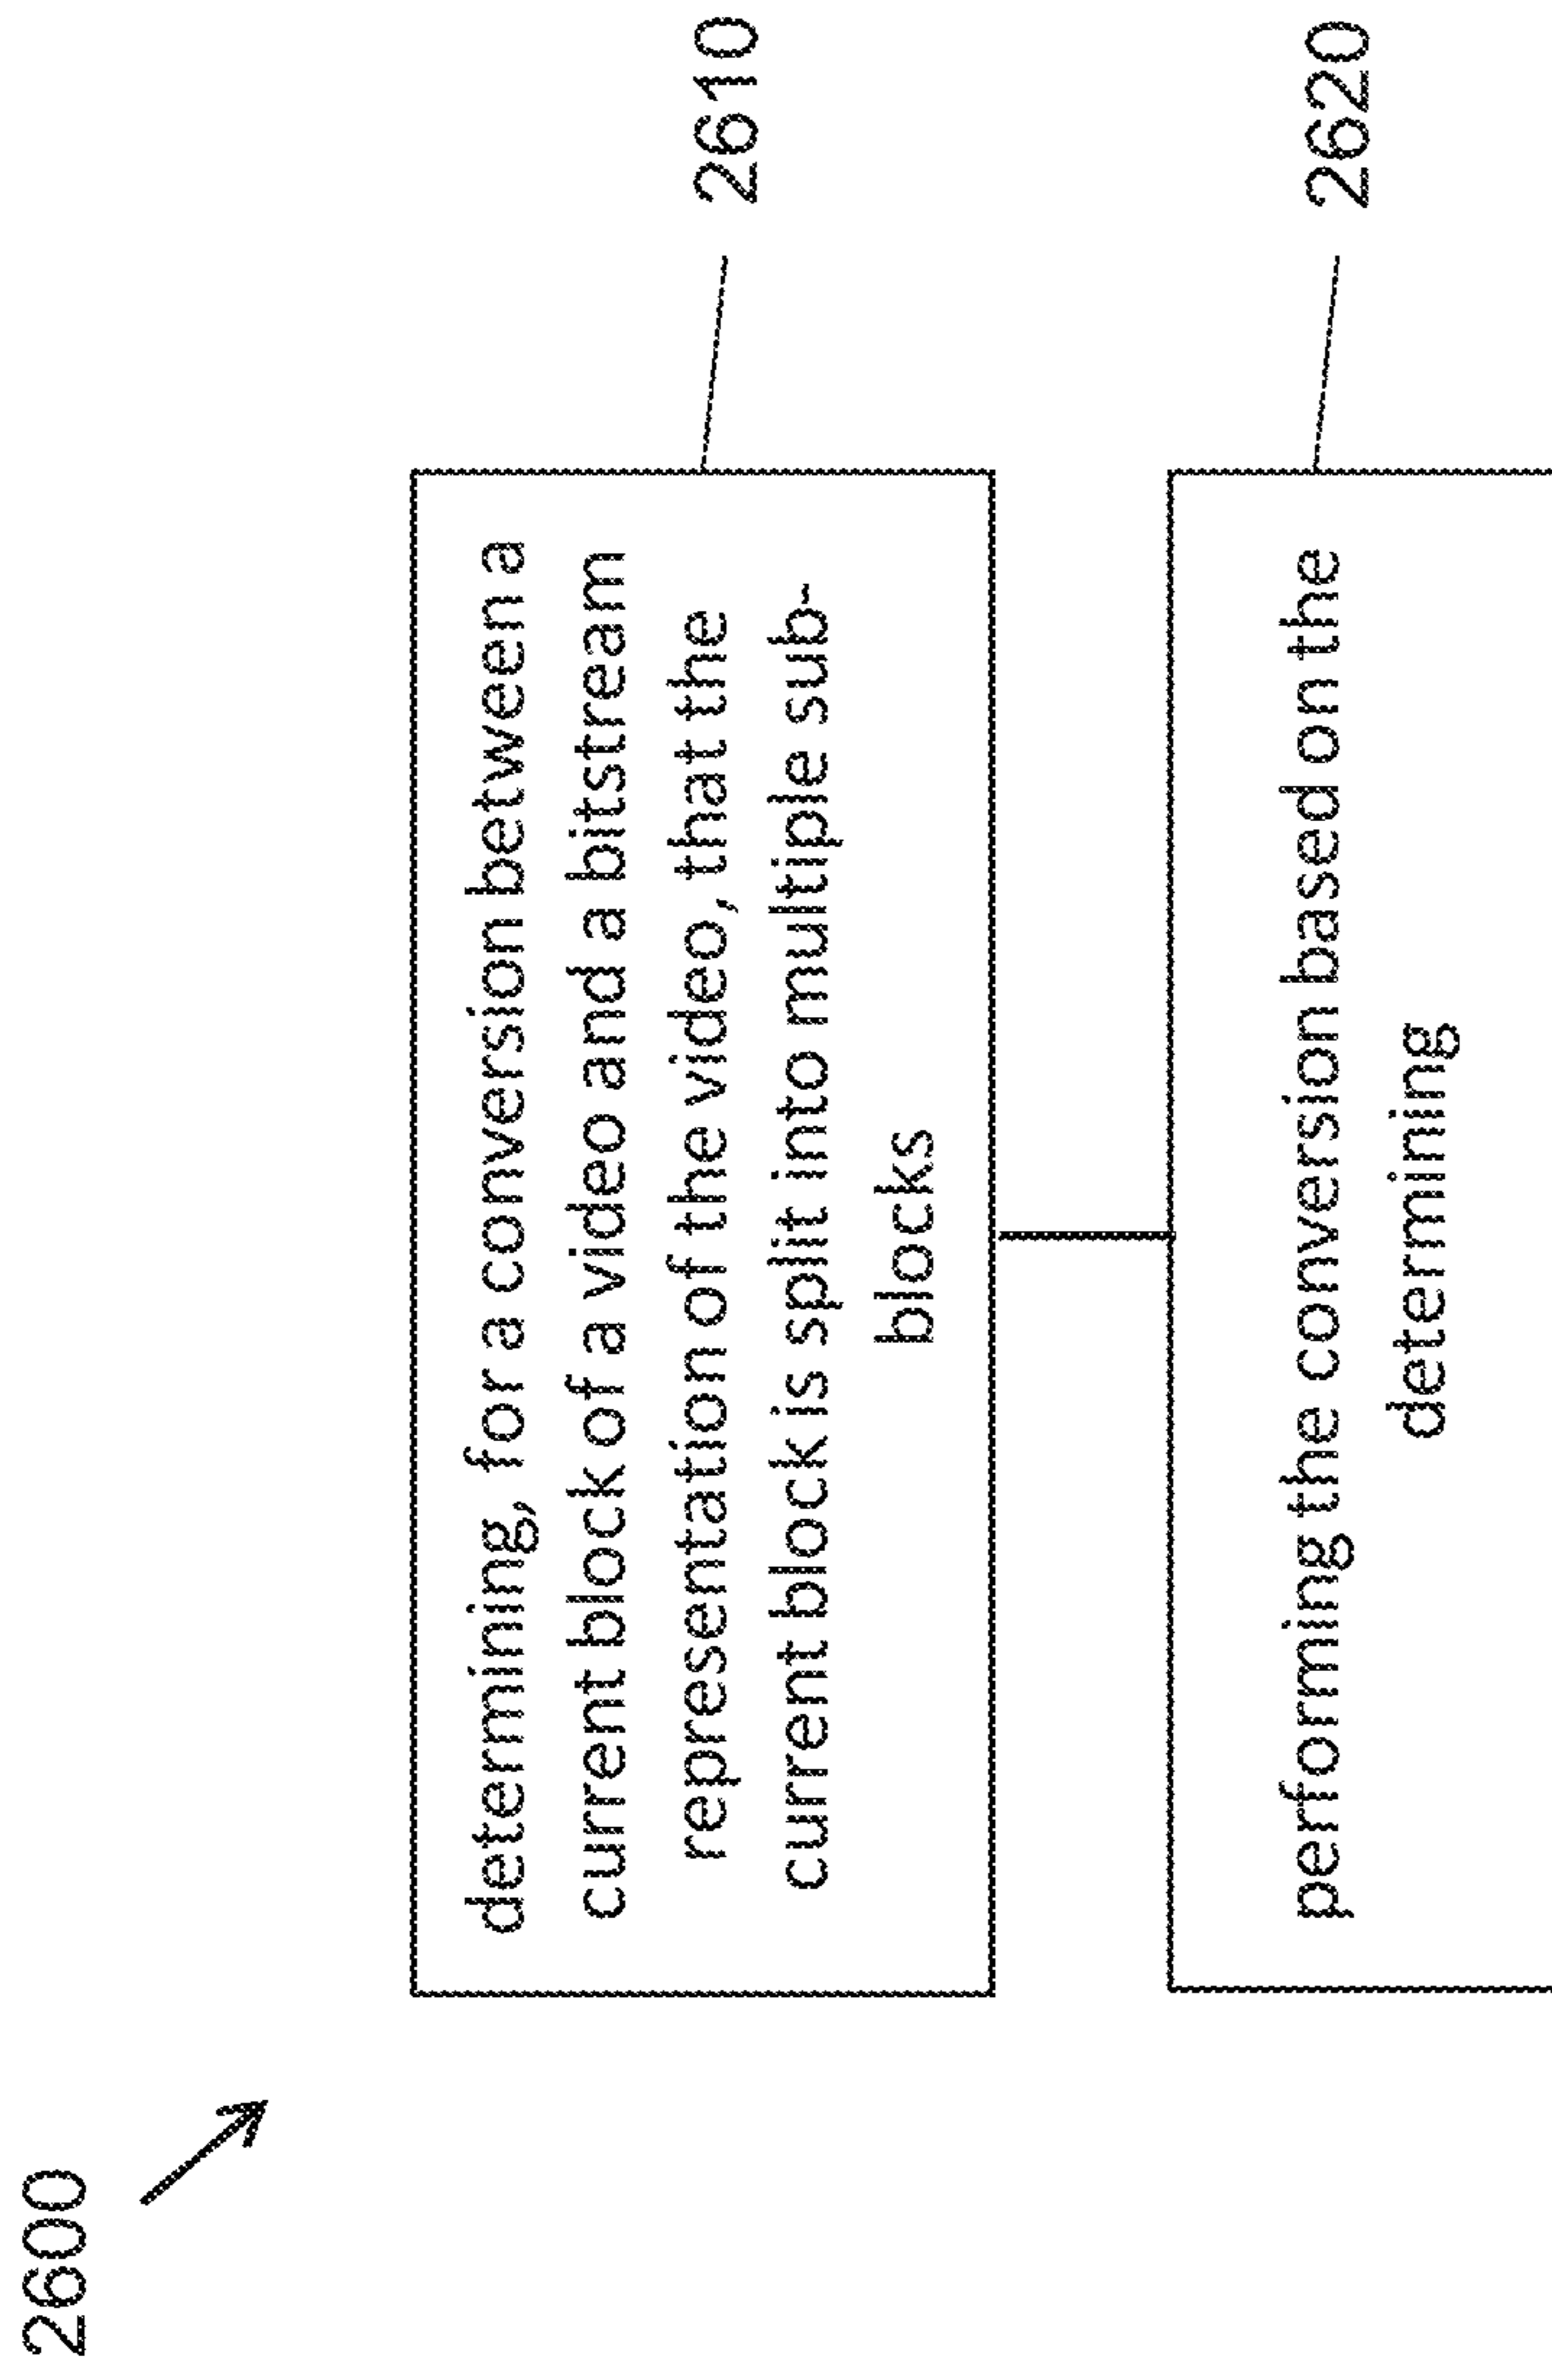 2600
determining, for a conversion between a
current block of a video and a bitstream
representation of the video, that the
current block is split into multiple sub-
blocks
2610
performing the conversion based on the
determining
2620